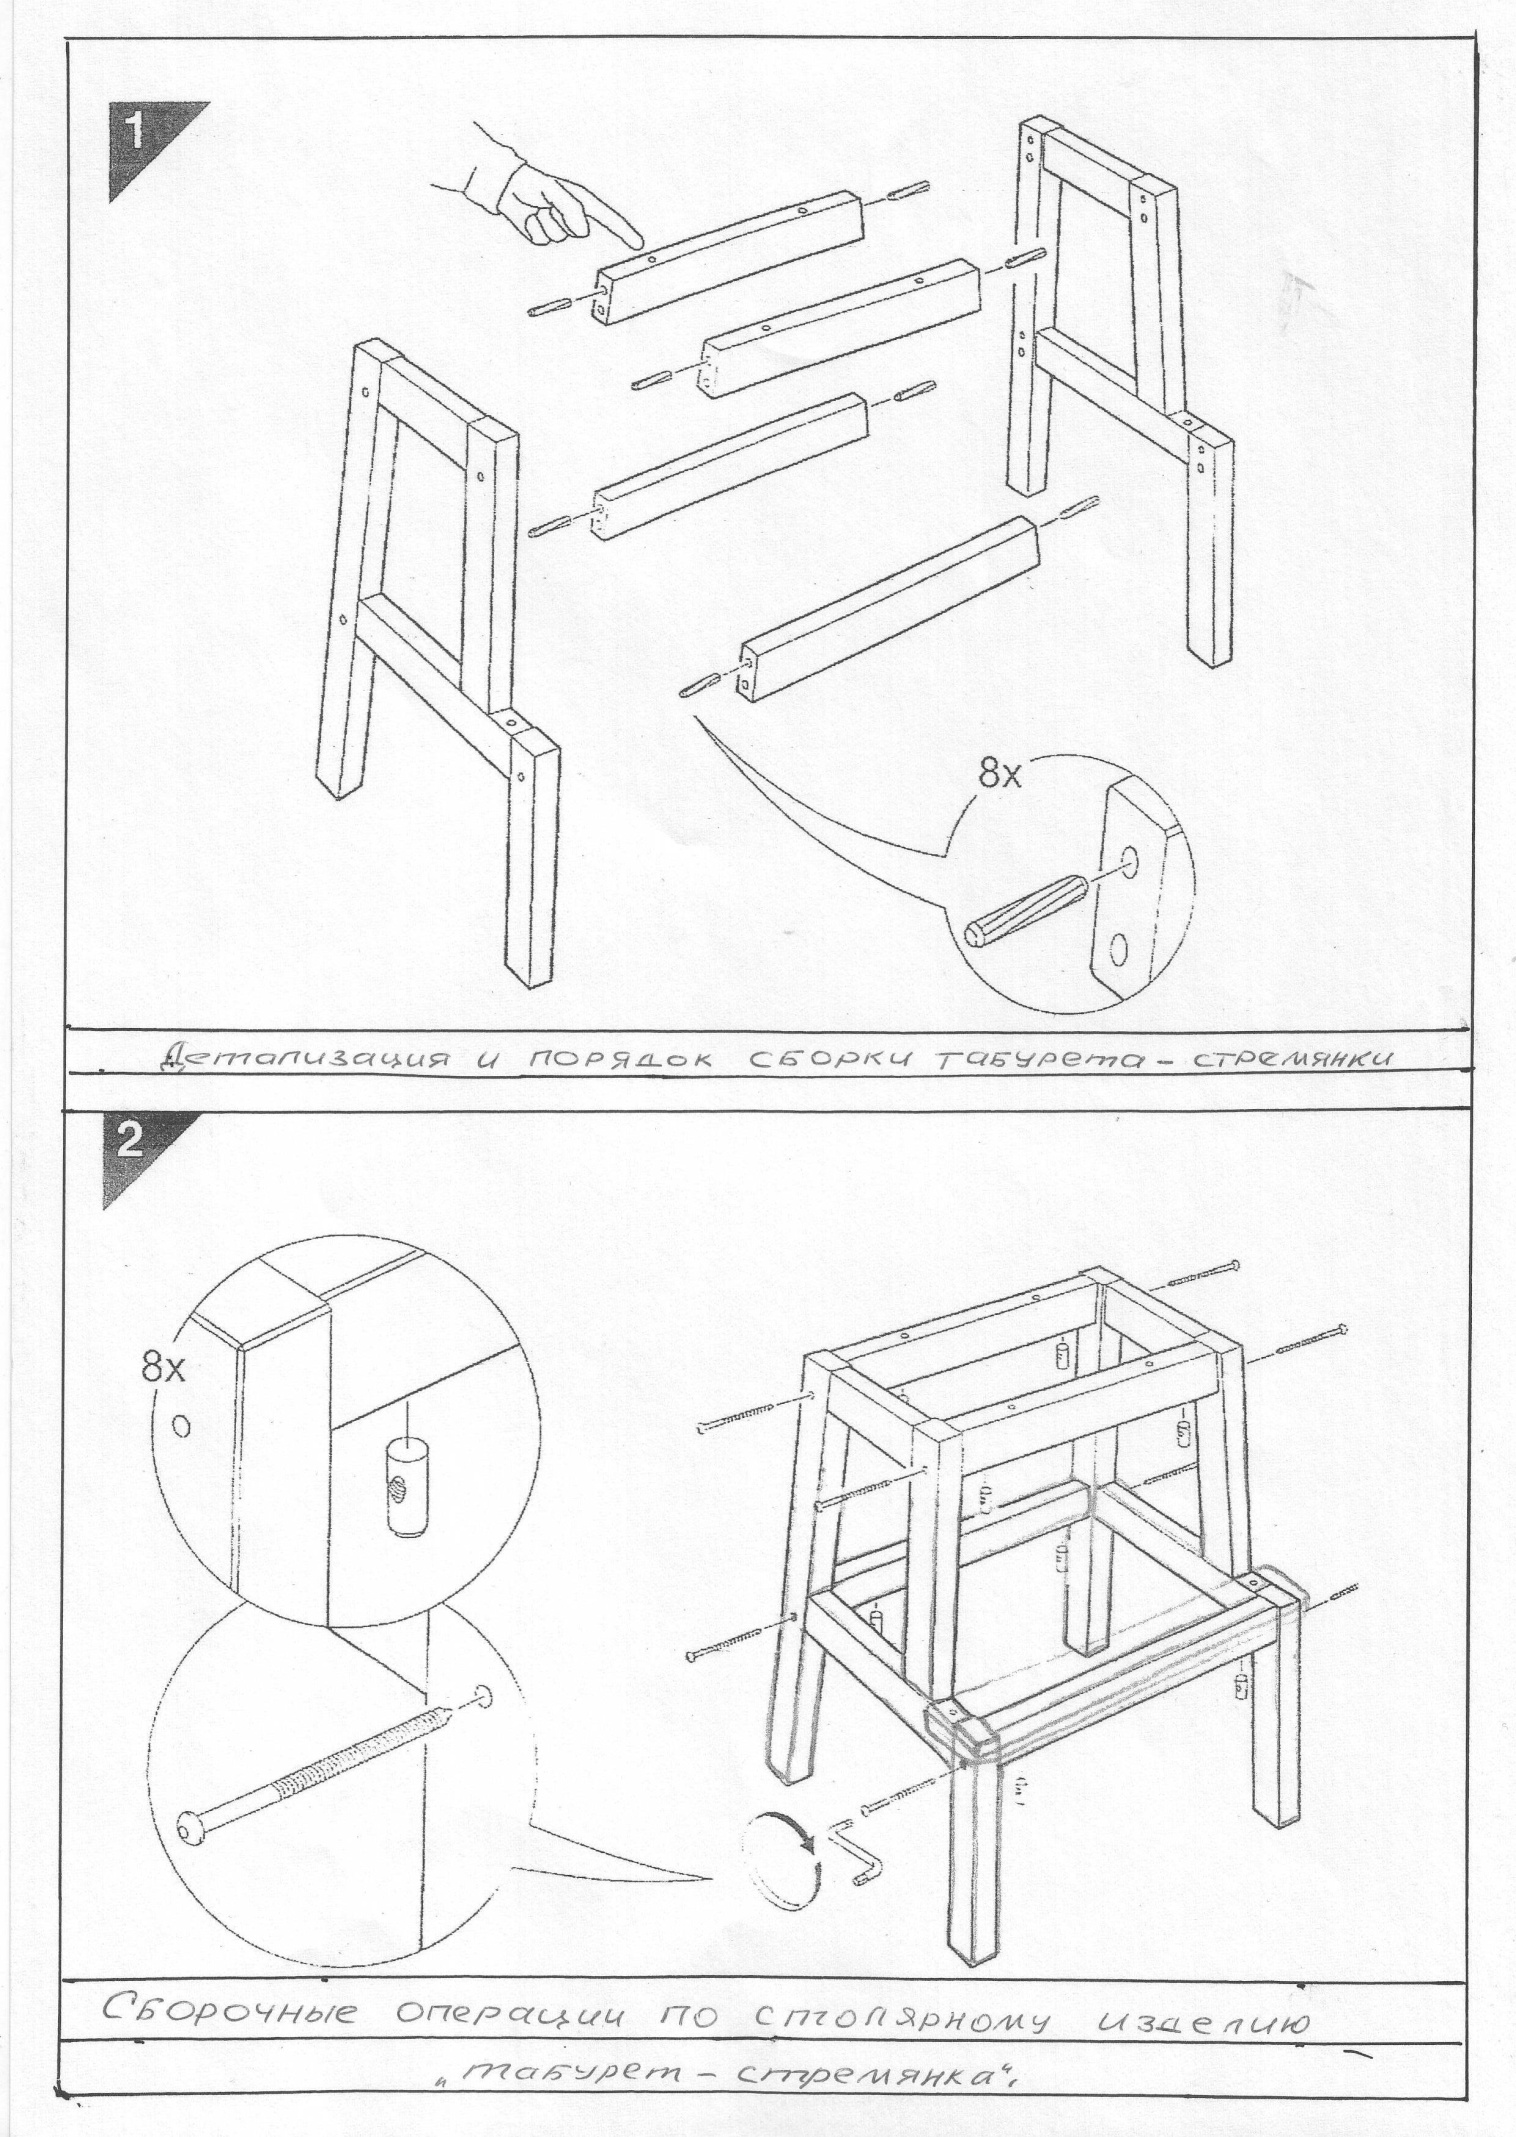 1
8x
Детализация и порядок сборки табурета - стремянки
2
8x
Сборочные операции по столярному изделию
„табурет - стремянка“.